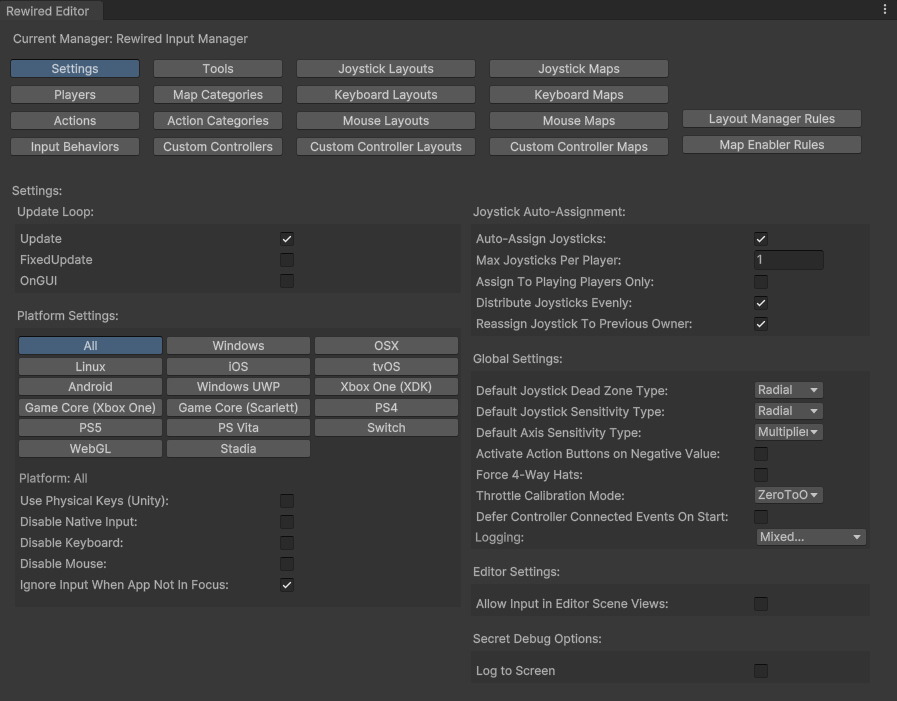 Rewired Editor
Current Manager: Rewired Input Manager
Settings
Tools
Joystick Layouts
Joystick Maps
Players
Map Categories
Keyboard Layouts
Keyboard Maps
Actions
Action Categories
Mouse Layouts
Mouse Maps
Layout Manager Rules
Input Behaviors
Custom Controllers
Custom Controller Layouts
Custom Controller Maps
Map Enabler Rules
Settings:
Update Loop:
Update
FixedUpdate
OnGUI
Platform Settings:
All
Windows
OSX
Linux
iOS
tvOS
Android
Windows UWP
Xbox One (XDK)
Game Core (Xbox One)
Game Core (Scarlett)
PS4
PS5
PS Vita
Switch
WebGL
Stadia
Platform: All
Use Physical Keys (Unity):
Disable Native Input:
Disable Keyboard:
Disable Mouse:
Ignore Input When App Not In Focus:
Joystick Auto-Assignment:
Auto-Assign Joysticks:
Max Joysticks Per Player: 1
Assign To Playing Players Only:
Distribute Joysticks Evenly:
Reassign Joystick To Previous Owner:
Global Settings:
Default Joystick Dead Zone Type: Radial
Default Joystick Sensitivity Type: Radial
Default Axis Sensitivity Type: Multiplier
Activate Action Buttons on Negative Value:
Force 4-Way Hats:
Throttle Calibration Mode: ZeroToO
Defer Controller Connected Events On Start:
Logging: Mixed...
Editor Settings:
Allow Input in Editor Scene Views:
Secret Debug Options:
Log to Screen